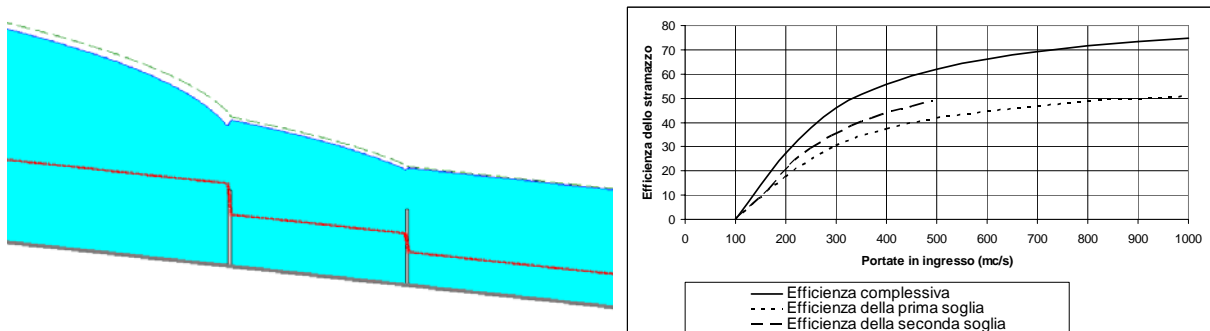 80
70
60
50
40
30
20
10
0
Efficienza dello stramazzo
0 100 200 300 400 500 600 700 800 900 1000
Portate in ingresso (mc/s)
Efficienza complessiva
Efficienza della prima soglia
Efficienza della seconda soglia